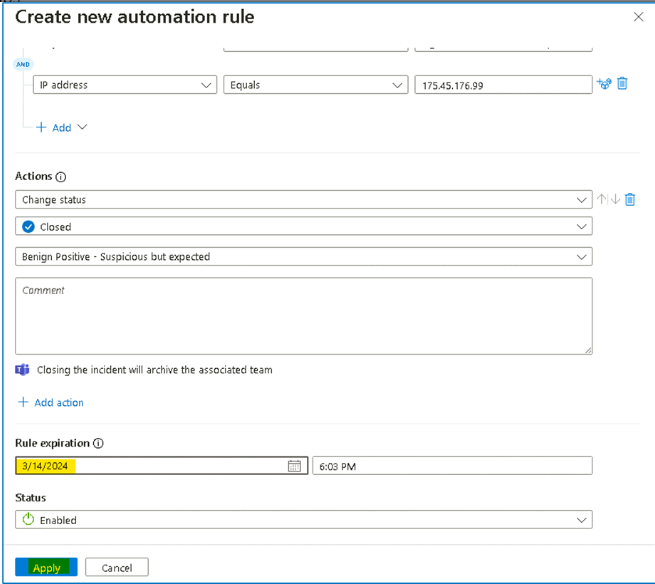 Create new automation rule
AND
IP address Equals 175.45.176.99
Add
Actions
Change status
Closed
Benign Positive - Suspicious but expected
Comment
Closing the incident will archive the associated team
Add action
Rule expiration
3/14/2024 6:03 PM
Status
Enabled
Apply Cancel